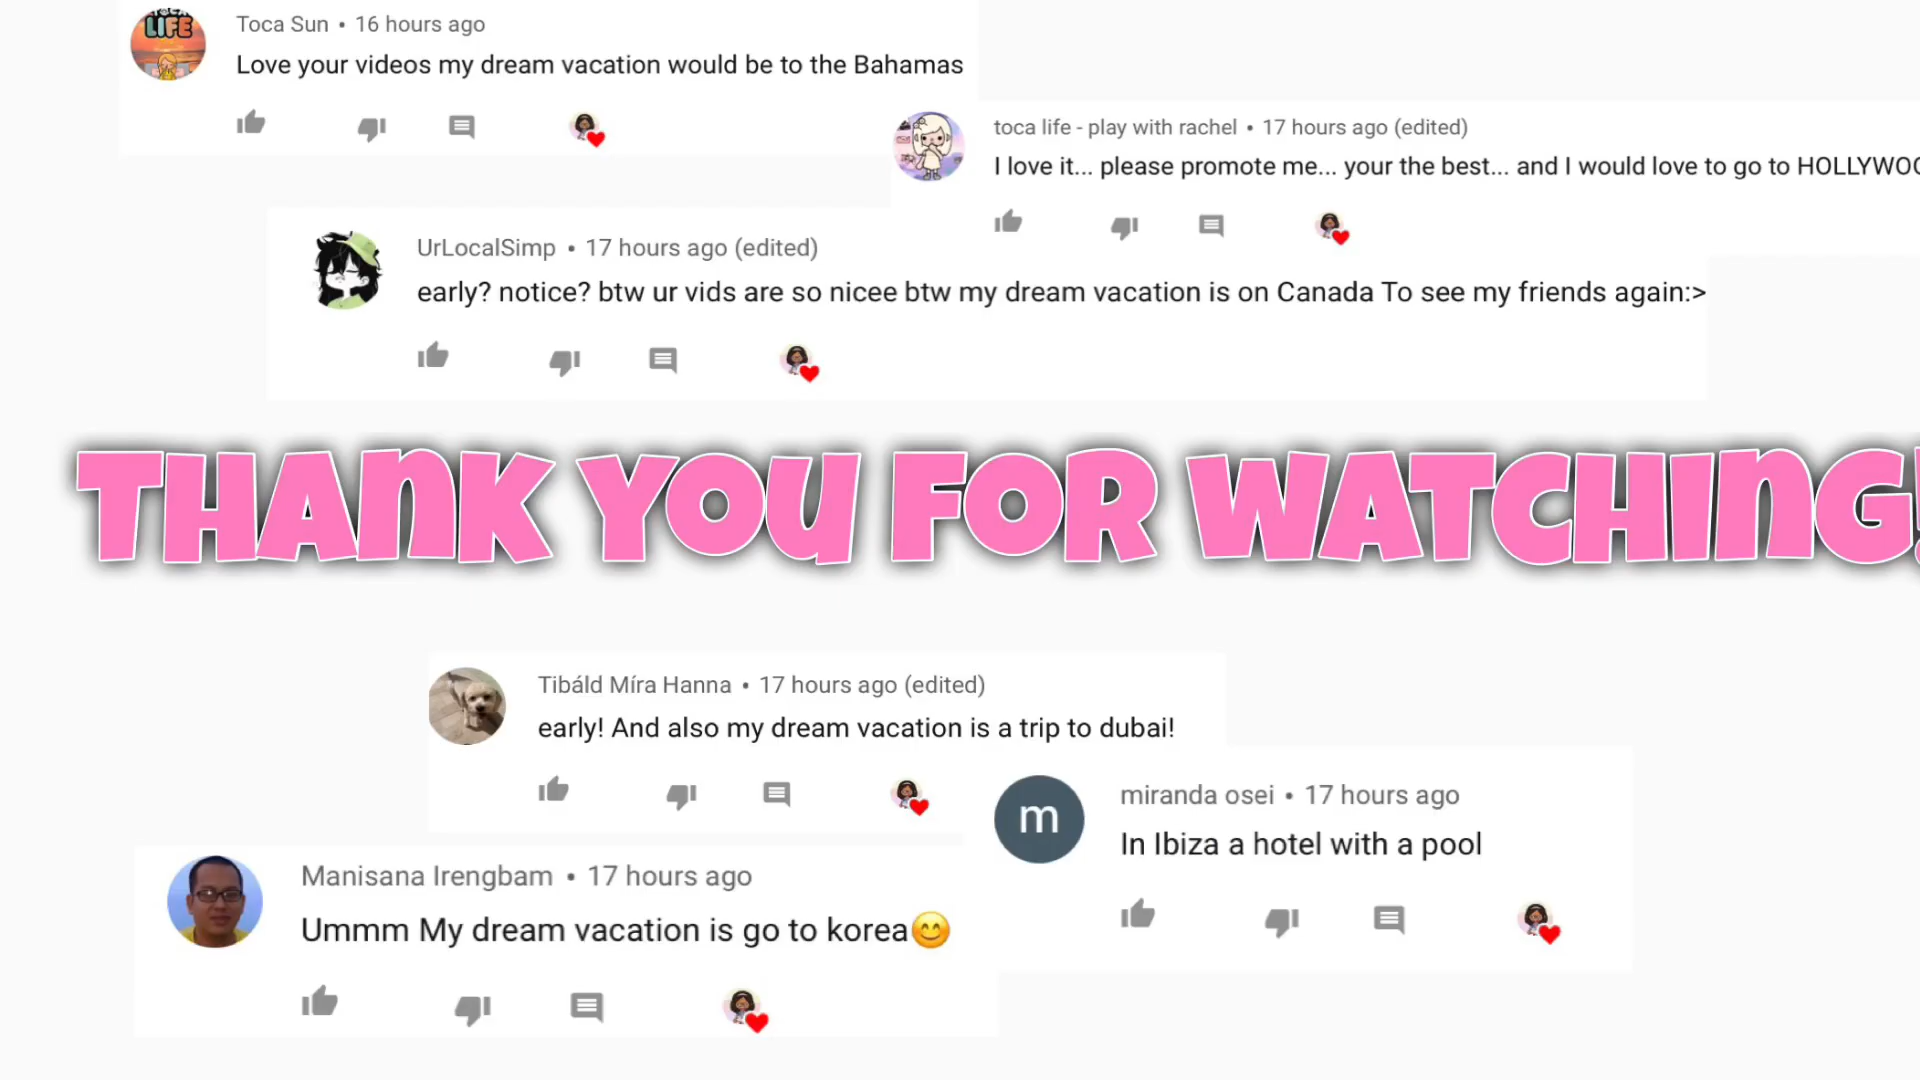 LIFE
Toca Sun • 16 hours ago
Love your videos my dream vacation would be to the Bahamas
toca life - play with rachel • 17 hours ago (edited)
I love it... please promote me... your the best... and I would love to go to HOLLYWOO
UrLocalSimp • 17 hours ago (edited)
early? notice? btw ur vids are so nicee btw my dream vacation is on Canada To see my friends again:>
THANK YOU FOR WATCHING!
Tibáld Míra Hanna • 17 hours ago (edited)
early! And also my dream vacation is a trip to dubai!
m
miranda osei • 17 hours ago
In Ibiza a hotel with a pool
Manisana Irengbam • 17 hours ago
Ummm My dream vacation is go to korea😊